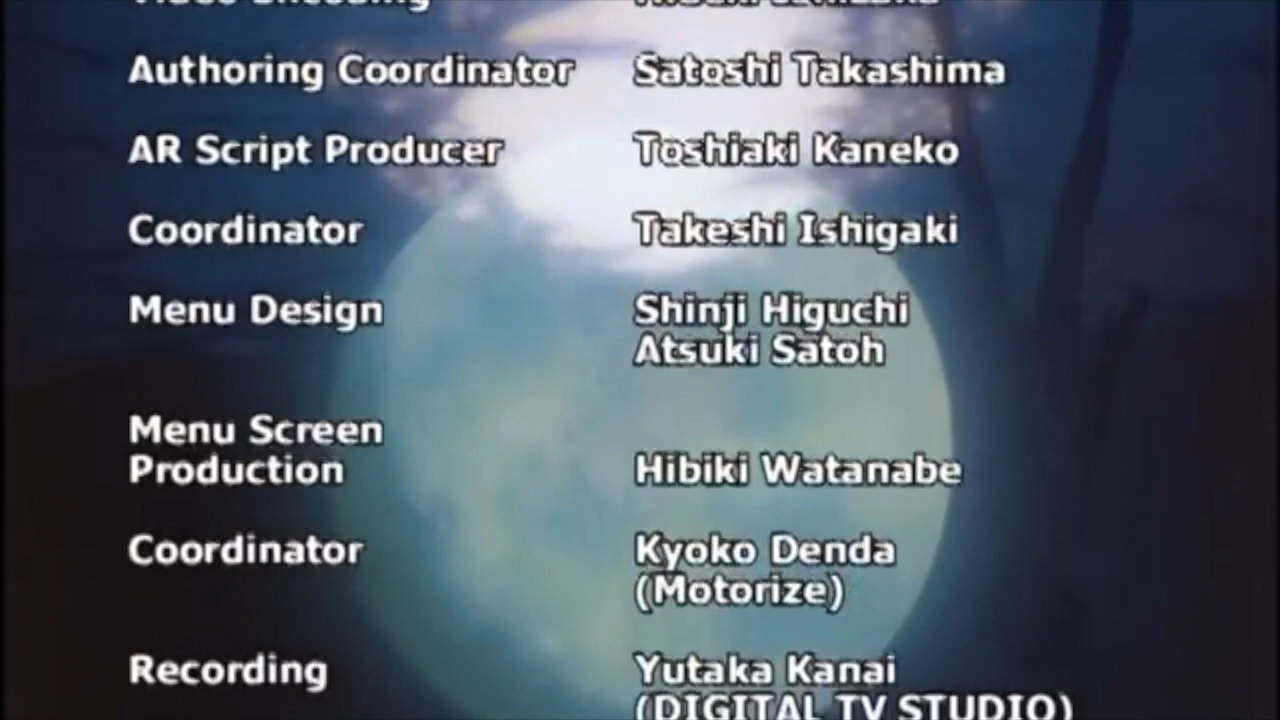 Authoring Coordinator Satoshi Takashima
AR Script Producer Toshiaki Kaneko
Coordinator Takeshi Ishigaki
Menu Design Shinji Higuchi
Atsuki Satoh
Menu Screen
Production Hibiki Watanabe
Coordinator Kyoko Denda
(Motorize)
Recording Yutaka Kanai
(DIGITAL TV STUDIO)